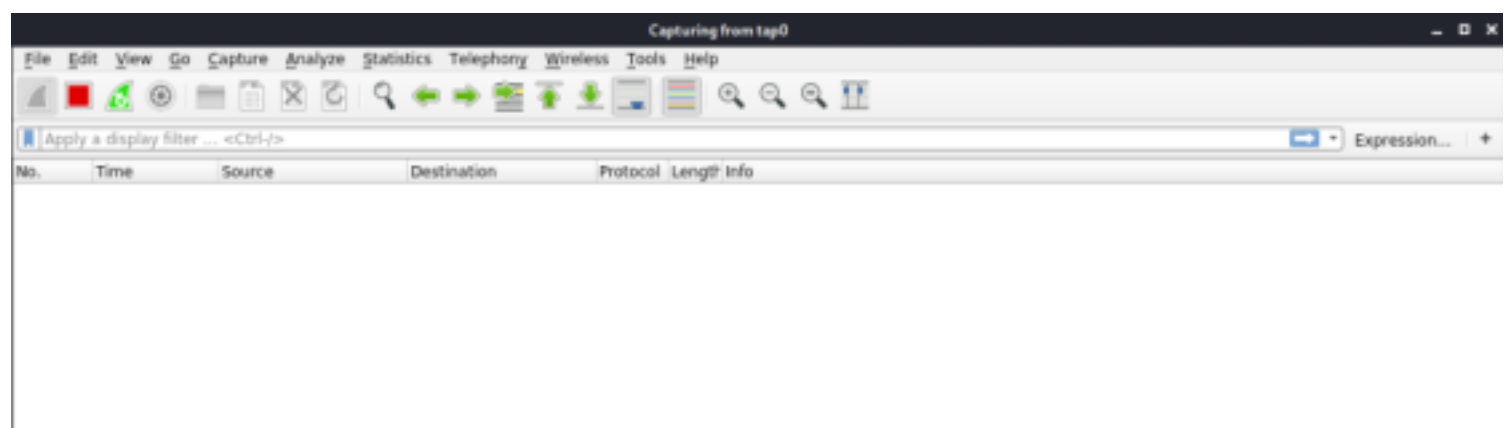 Capturing from tap0
File Edit View Go Capture Analyze Statistics Telephony Wireless Tools Help
Apply a display filter ... <Ctrl-/> Expression... +
No. Time Source Destination Protocol Length Info